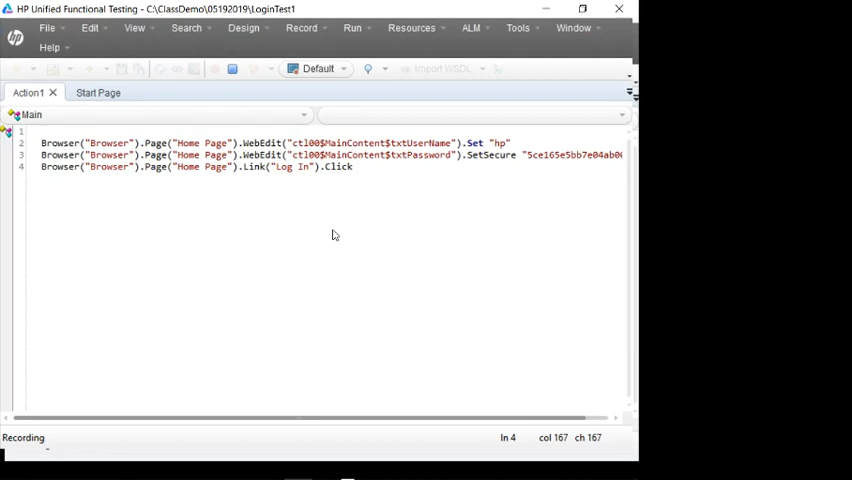 HP Unified Functional Testing - C:\ClassDemo\05192019\LoginTest1
File Edit View Search Design Record Run Resources ALM Tools Window
hp Help
Default Import WSDL
Action1 Start Page
Main
1
2 Browser("Browser").Page("Home Page").WebEdit("ctl00$MainContent$txtUserName").Set "hp"
3 Browser("Browser").Page("Home Page").WebEdit("ctl00$MainContent$txtPassword").SetSecure "5ce165e5bb7e04ab00
4 Browser("Browser").Page("Home Page").Link("Log In").Click
Recording ln 4 col 167 ch 167